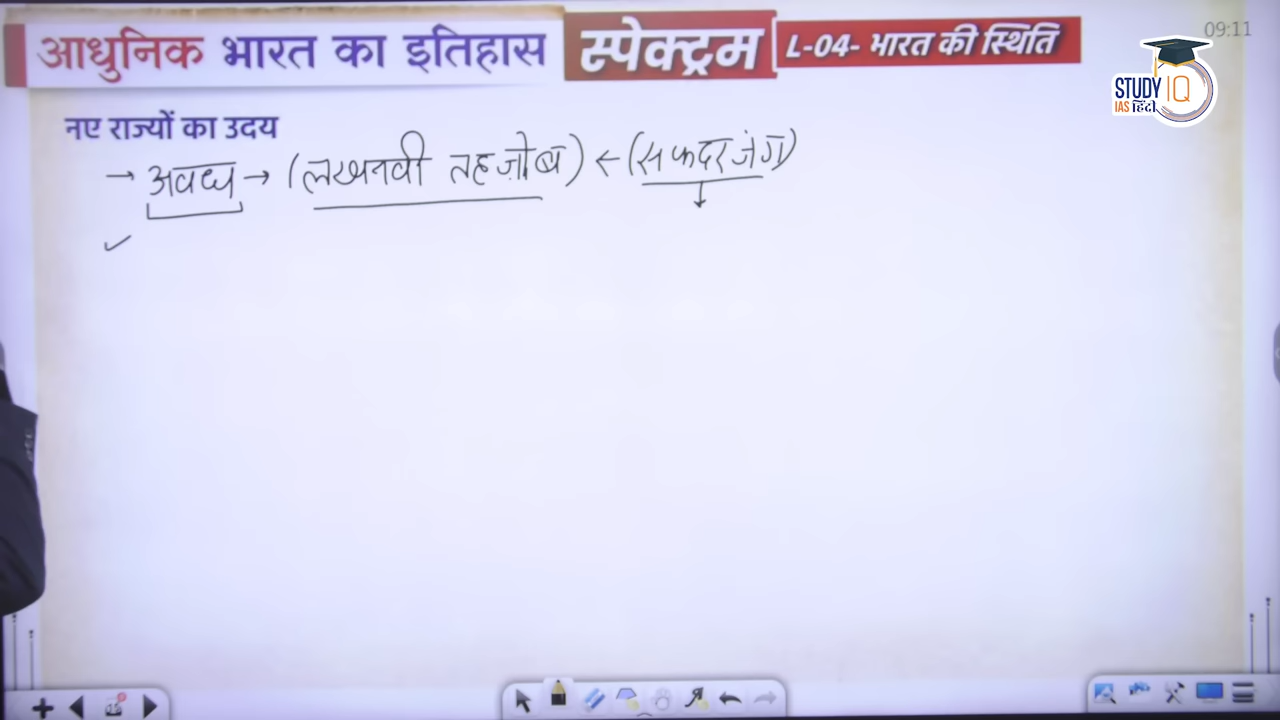 आधुनिक भारत का इतिहास स्पेक्ट्रम L-04- भारत की स्थिति
09:11
STUDY IQ
IAS हिंदी
नए राज्यों का उदय
→ अवध → (लखनवी तहज़ीब) ← (सफदरजंग)